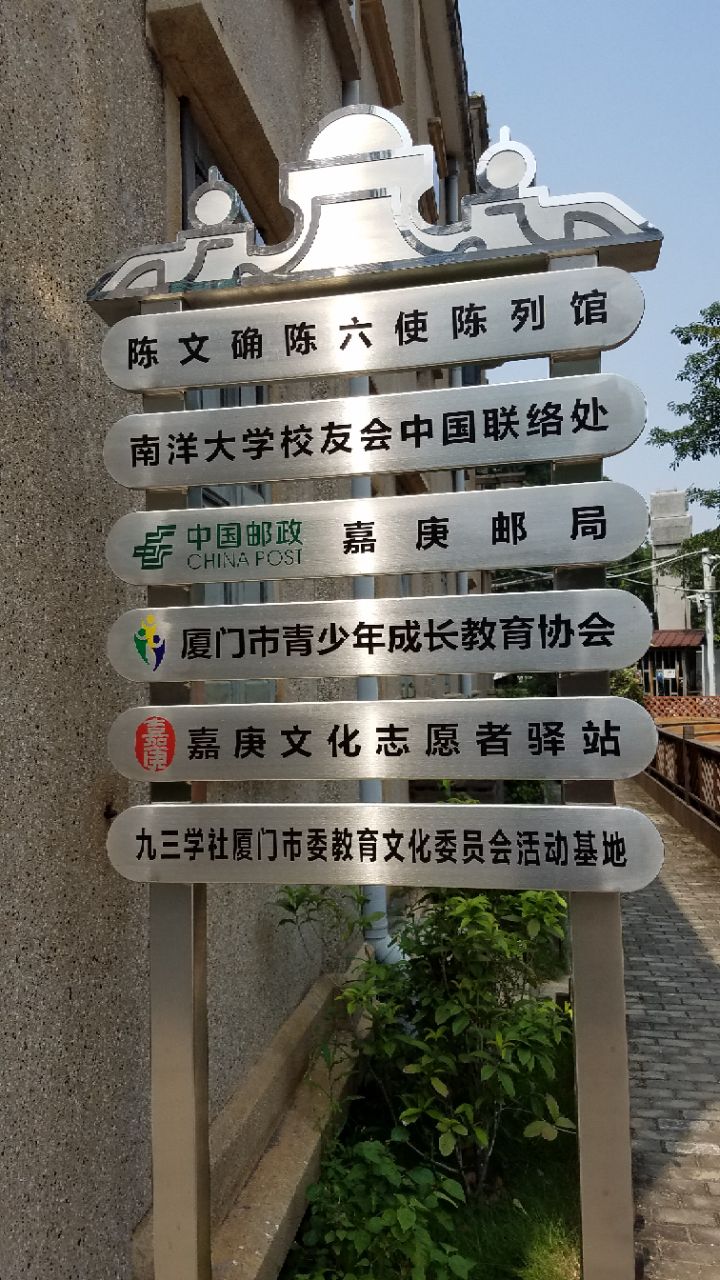 陈文确陈六使陈列馆
南洋大学校友会中国联络处
中国邮政 嘉庚邮局
CHINA POST
厦门市青少年成长教育协会
嘉庚 嘉庚文化志愿者驿站
九三学社厦门市委教育文化委员会活动基地